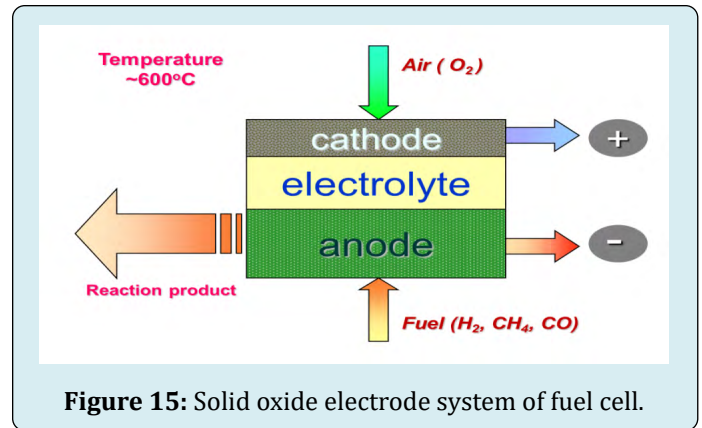 Temperature
~600°C
Air ( O₂)
cathode
+
electrolyte
anode
-
Reaction product
Fuel (H₂, CH₄, CO)
Figure 15: Solid oxide electrode system of fuel cell.